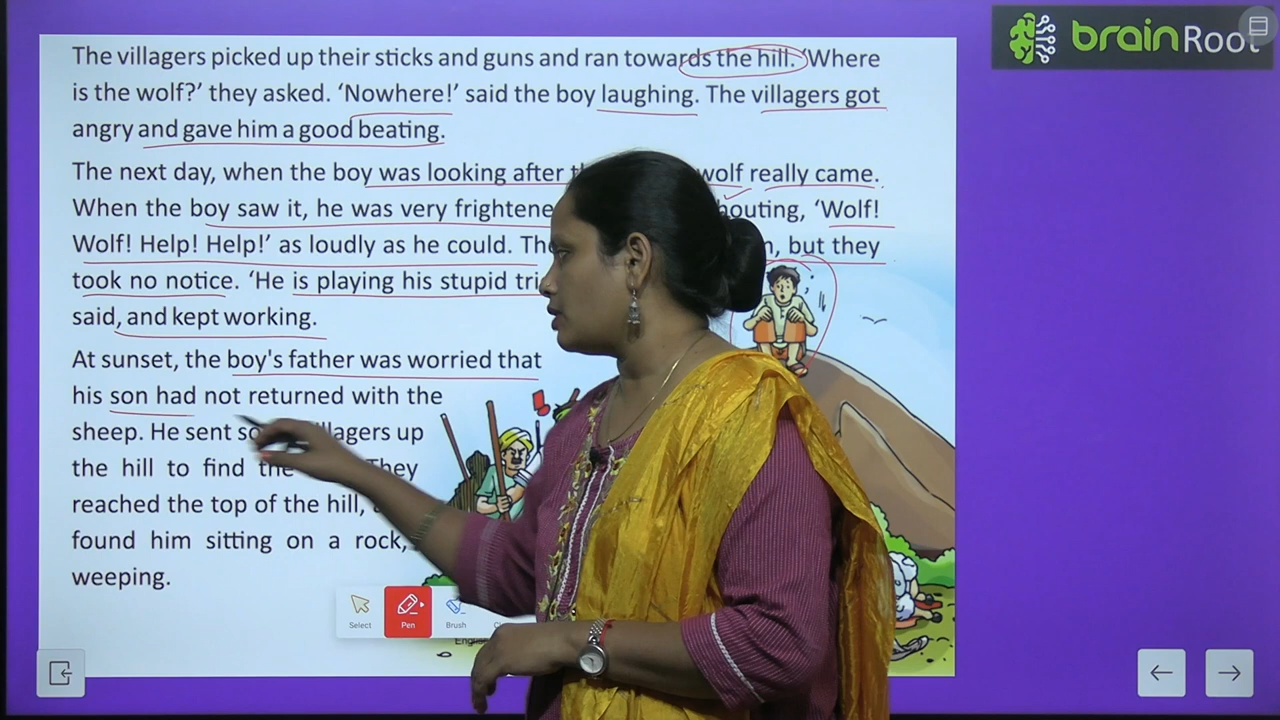 The villagers picked up their sticks and guns and ran towards the hill. ‘Where
is the wolf?’ they asked. ‘Nowhere!’ said the boy laughing. The villagers got
angry and gave him a good beating.
The next day, when the boy was looking after wolf really came.
When the boy saw it, he was very ‘Wolf!
Wolf! Help! Help!’ as loudly as he could. but they
took no notice. ‘He is playing his stupid
said, and kept working.
At sunset, the boy's father was worried that
his son had not returned with the
sheep. He sent up
the hill to find They
reached the top of the hill,
found him sitting on a rock,
weeping.
Select
Pen
Brush
brainRoot